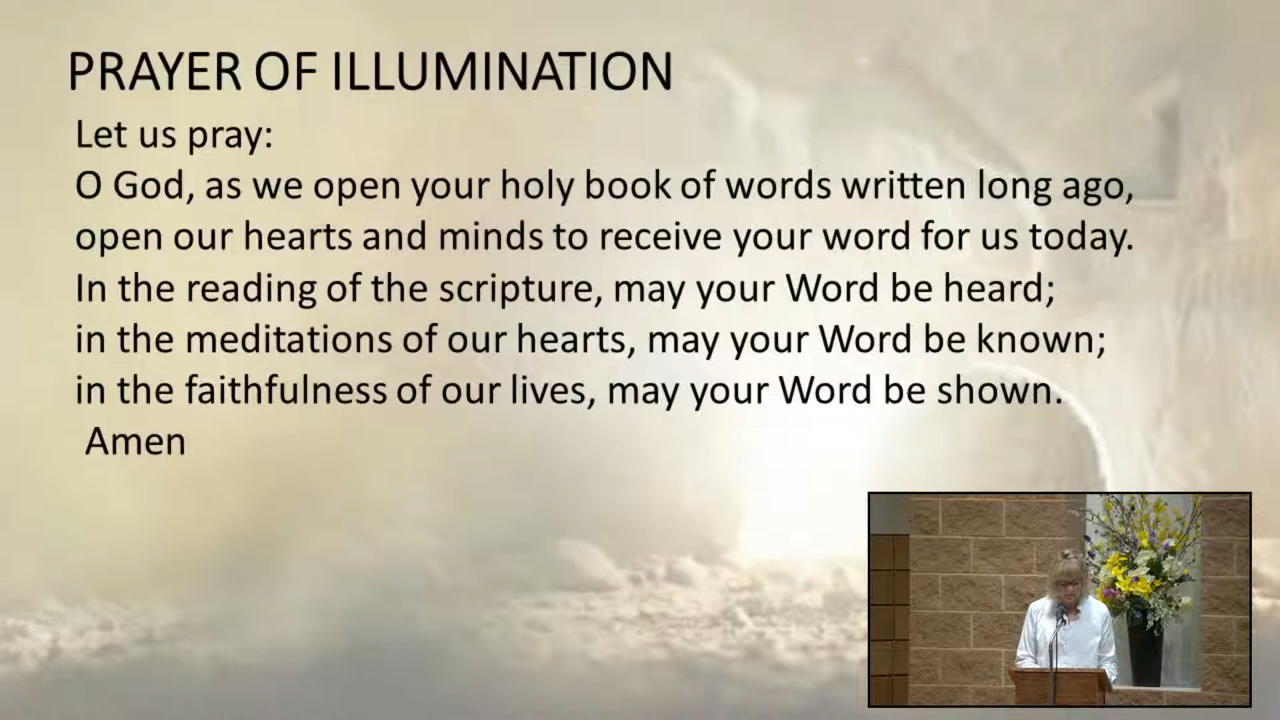 PRAYER OF ILLUMINATION
Let us pray:
O God, as we open your holy book of words written long ago,
open our hearts and minds to receive your word for us today.
In the reading of the scripture, may your Word be heard;
in the meditations of our hearts, may your Word be known;
in the faithfulness of our lives, may your Word be shown.
Amen